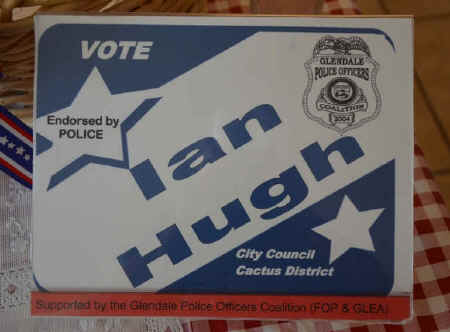 VOTE
GLENDALE
POLICE OFFICERS
COALITION
2004
Endorsed by
POLICE
Ian
Hugh
City Council
Cactus District
Supported by the Glendale Police Officers Coalition (FOP & GLEA)